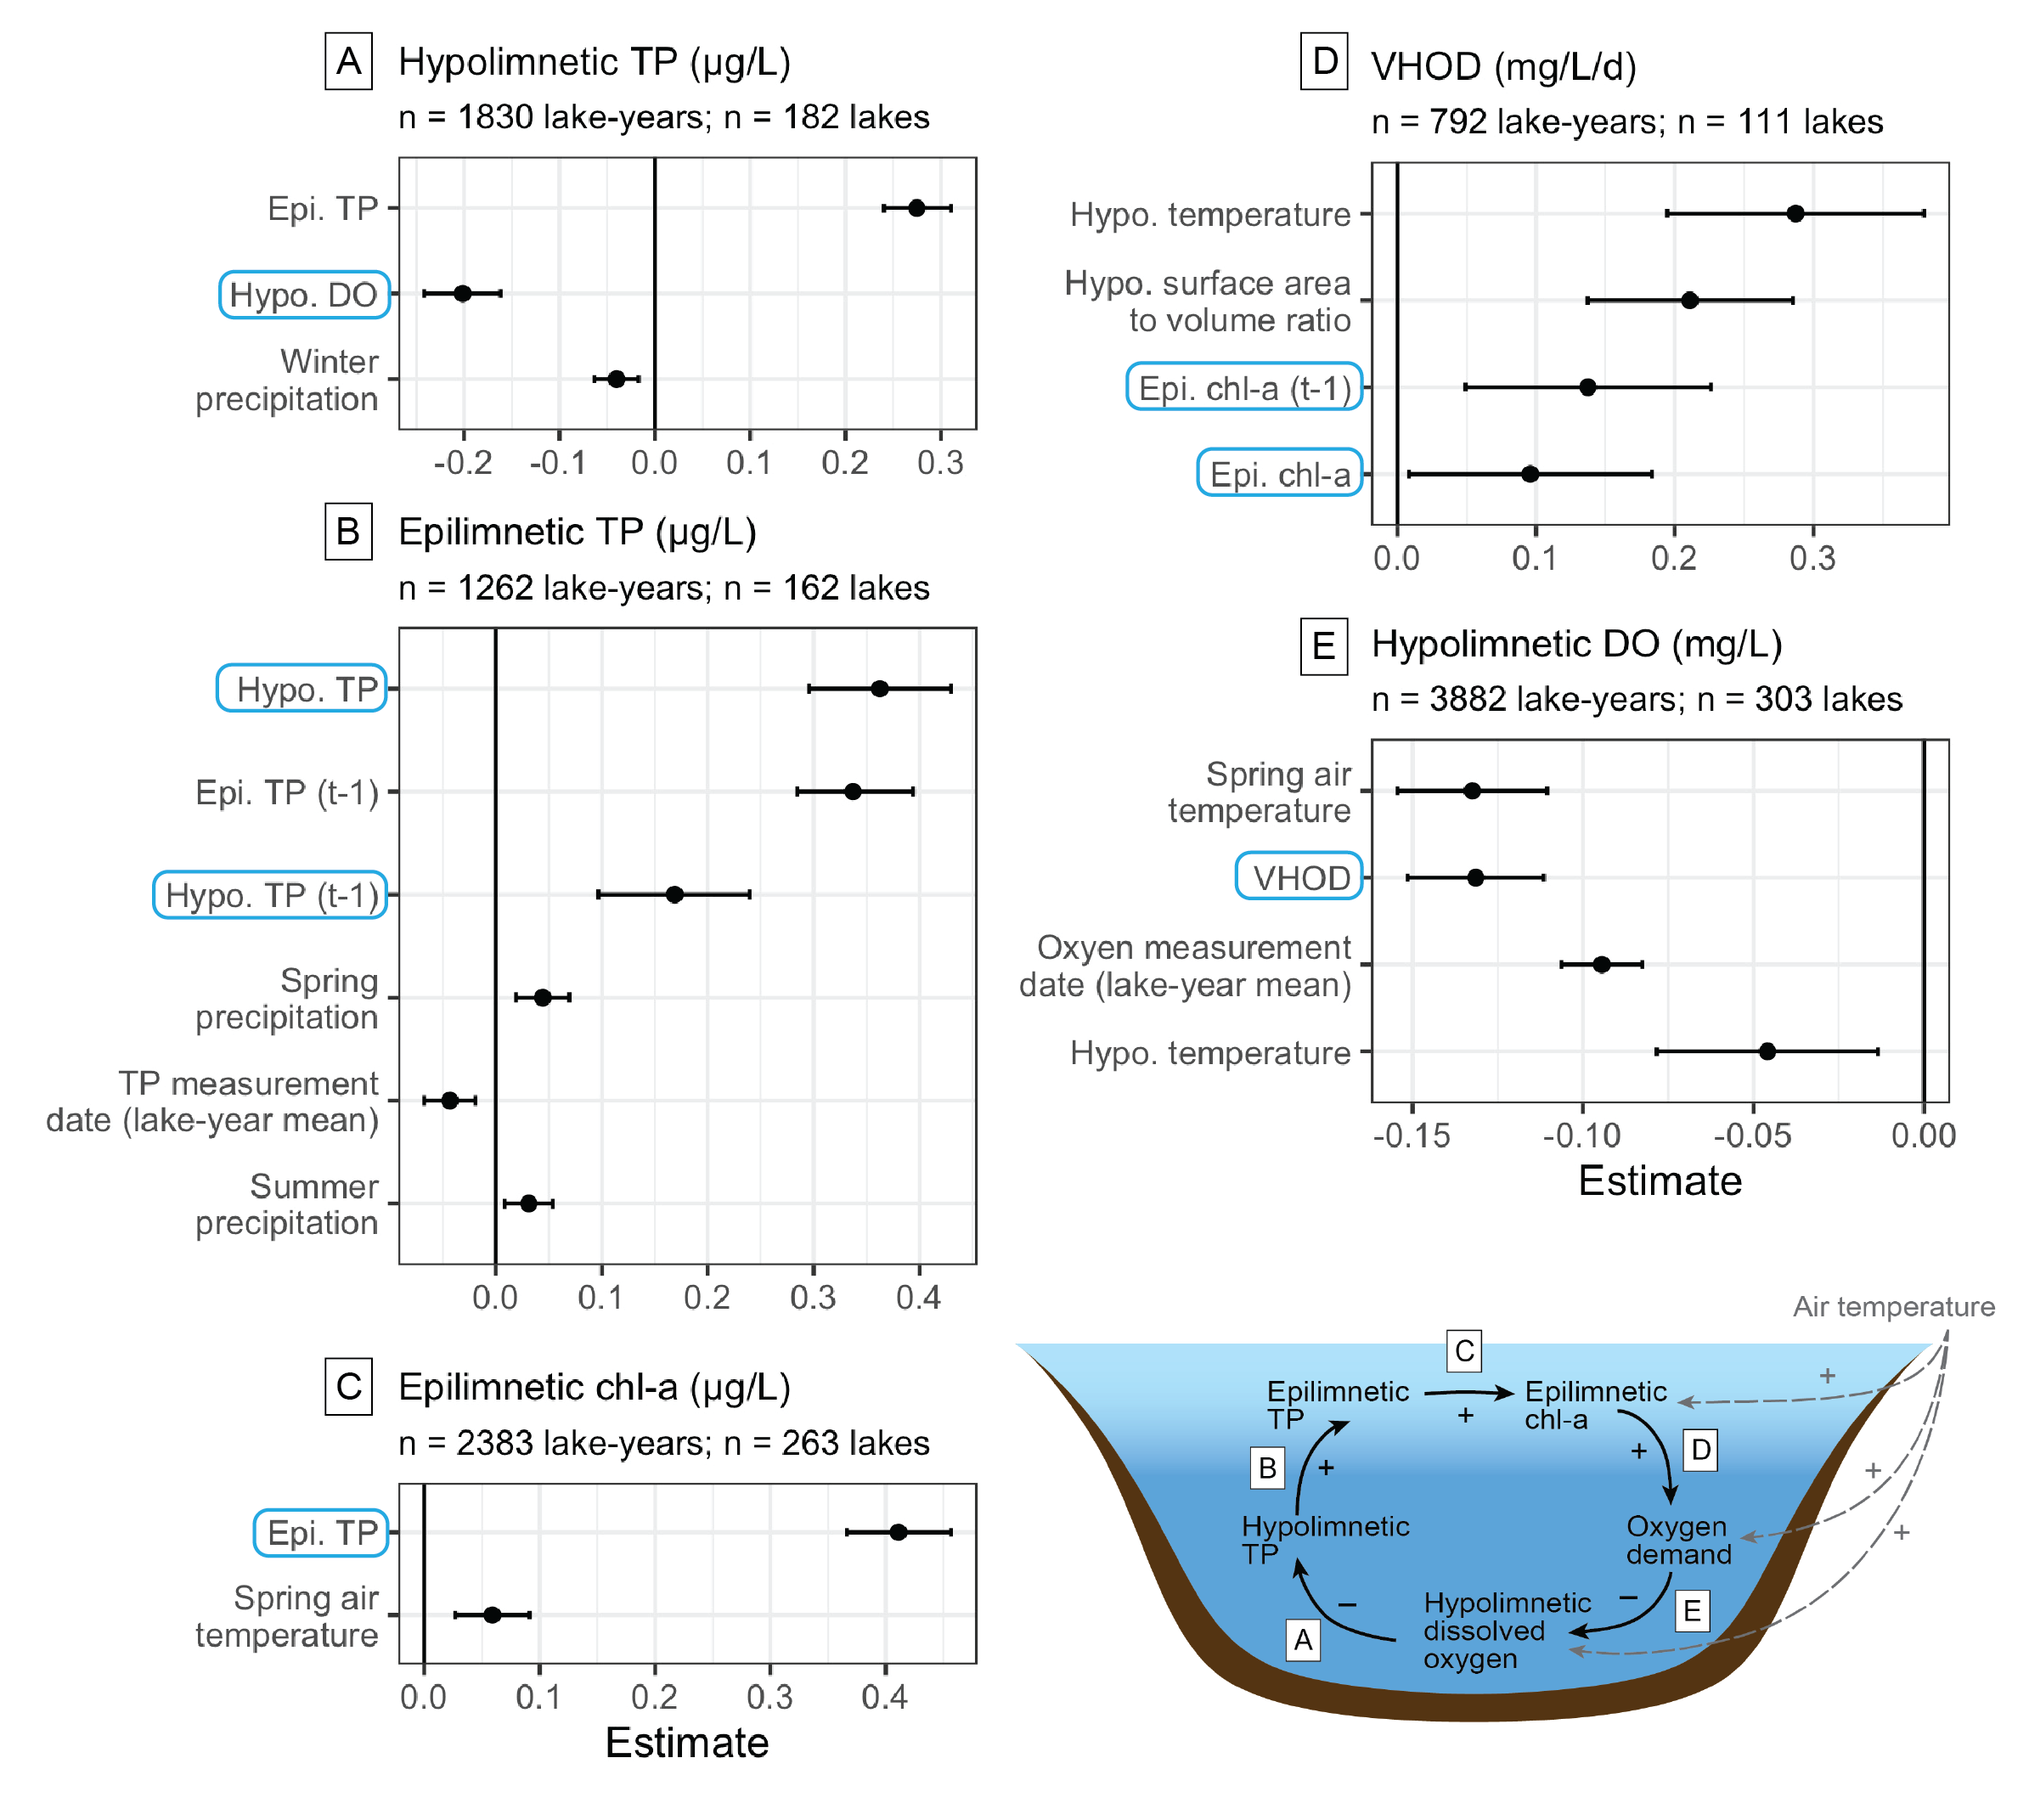 A Hypolimnetic TP (µg/L)
n = 1830 lake-years; n = 182 lakes
Epi. TP
Hypo. DO
Winter
precipitation
-0.2 -0.1 0.0 0.1 0.2 0.3
B Epilimnetic TP (µg/L)
n = 1262 lake-years; n = 162 lakes
Hypo. TP
Epi. TP (t-1)
Hypo. TP (t-1)
Spring
precipitation
TP measurement
date (lake-year mean)
Summer
precipitation
0.0 0.1 0.2 0.3 0.4
C Epilimnetic chl-a (µg/L)
n = 2383 lake-years; n = 263 lakes
Epi. TP
Spring air
temperature
0.0 0.1 0.2 0.3 0.4
Estimate
D VHOD (mg/L/d)
n = 792 lake-years; n = 111 lakes
Hypo. temperature
Hypo. surface area
to volume ratio
Epi. chl-a (t-1)
Epi. chl-a
0.0 0.1 0.2 0.3
E Hypolimnetic DO (mg/L)
n = 3882 lake-years; n = 303 lakes
Spring air
temperature
VHOD
Oxyen measurement
date (lake-year mean)
Hypo. temperature
-0.15 -0.10 -0.05 0.00
Estimate
Air temperature
C
Epilimnetic
TP
+
Epilimnetic
chl-a
+
B
+
+
D
+
Hypolimnetic
TP
Oxygen
demand
+
A
−
Hypolimnetic
dissolved
oxygen
−
E